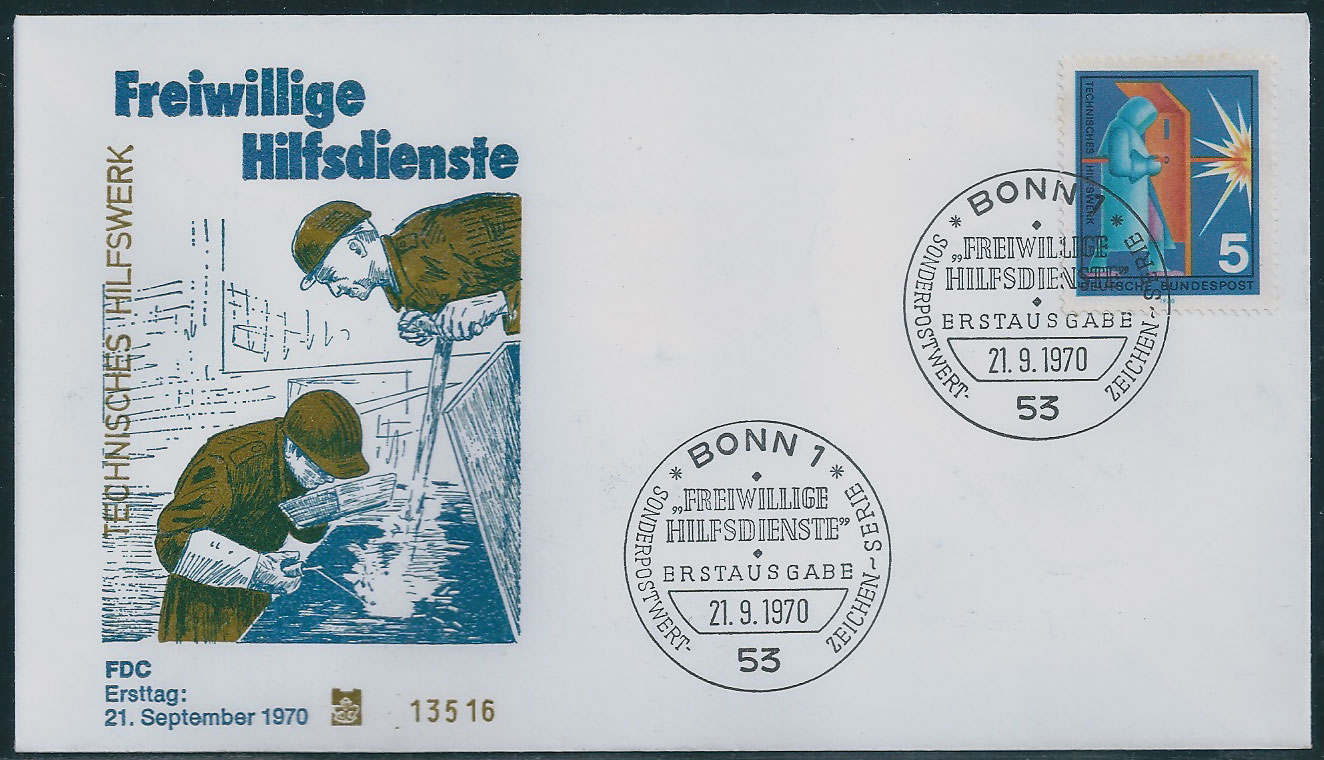 Freiwillige
Hilfsdienste
TECHNISCHES HILFSWERK
FDC
Ersttag:
21. September 1970
13516
TECHNISCHES HILFSWERK
5
DEUTSCHE BUNDESPOST
* BONN 1 *
„FREIWILLIGE
HILFSDIENSTE”
ERSTAUSGABE
21.9.1970
53
SONDERPOSTWERT-
ZEICHEN-SERIE
* BONN 1 *
„FREIWILLIGE
HILFSDIENSTE”
ERSTAUSGABE
21.9.1970
53
SONDERPOSTWERT-
ZEICHEN-SERIE